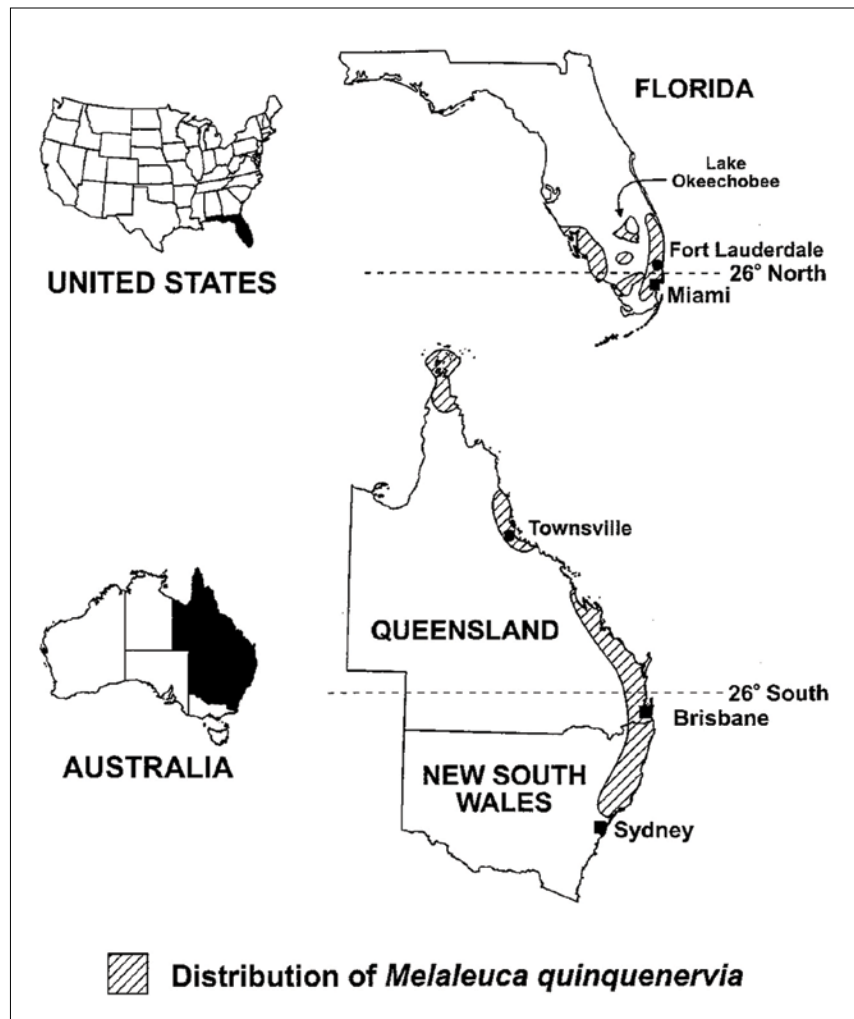 FLORIDA
Lake
Okeechobee
Fort Lauderdale
26° North
Miami
UNITED STATES
Townsville
QUEENSLAND
26° South
Brisbane
NEW SOUTH
WALES
Sydney
AUSTRALIA
Distribution of Melaleuca quinquenervia